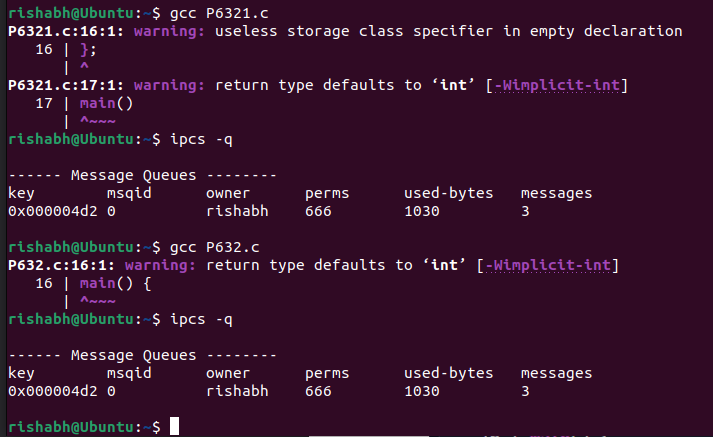 rishabh@Ubuntu:~$ gcc P6321.c
P6321.c:16:1: warning: useless storage class specifier in empty declaration
   16 | };
      | ^
P6321.c:17:1: warning: return type defaults to ‘int’ [-Wimplicit-int]
   17 | main()
      | ^~~~
rishabh@Ubuntu:~$ ipcs -q
------ Message Queues --------
key        msqid      owner      perms      used-bytes   messages
0x000004d2 0          rishabh    666        1030         3
rishabh@Ubuntu:~$ gcc P632.c
P632.c:16:1: warning: return type defaults to ‘int’ [-Wimplicit-int]
   16 | main() {
      | ^~~~
rishabh@Ubuntu:~$ ipcs -q
------ Message Queues --------
key        msqid      owner      perms      used-bytes   messages
0x000004d2 0          rishabh    666        1030         3
rishabh@Ubuntu:~$